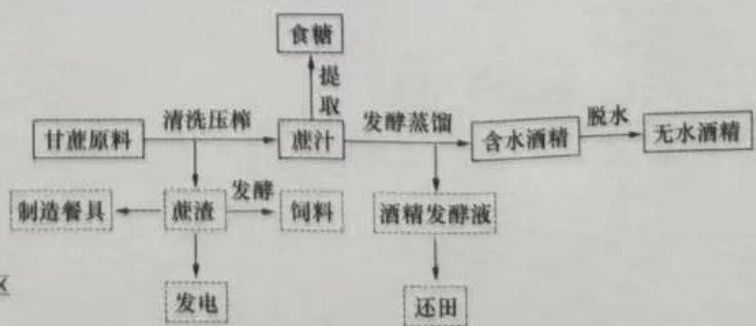 食糖
提取
清洗压榨
发酵蒸馏
脱水
甘蔗原料
蔗汁
含水酒精
无水酒精
发酵
制造餐具
蔗渣
饲料
酒精发酵液
发电
还田